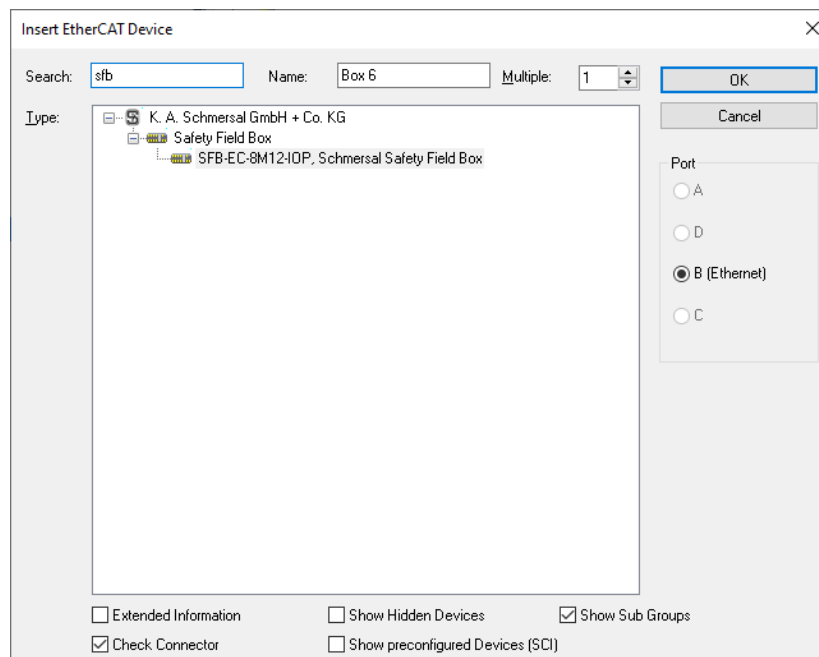 Insert EtherCAT Device
Search: sfb Name: Box 6 Multiple: 1 OK
Type: K. A. Schmersal GmbH + Co. KG Cancel
Safety Field Box
SFB-EC-8M12-IOP, Schmersal Safety Field Box
Port
A
D
B (Ethernet)
C
Extended Information Show Hidden Devices Show Sub Groups
Check Connector Show preconfigured Devices (SCI)